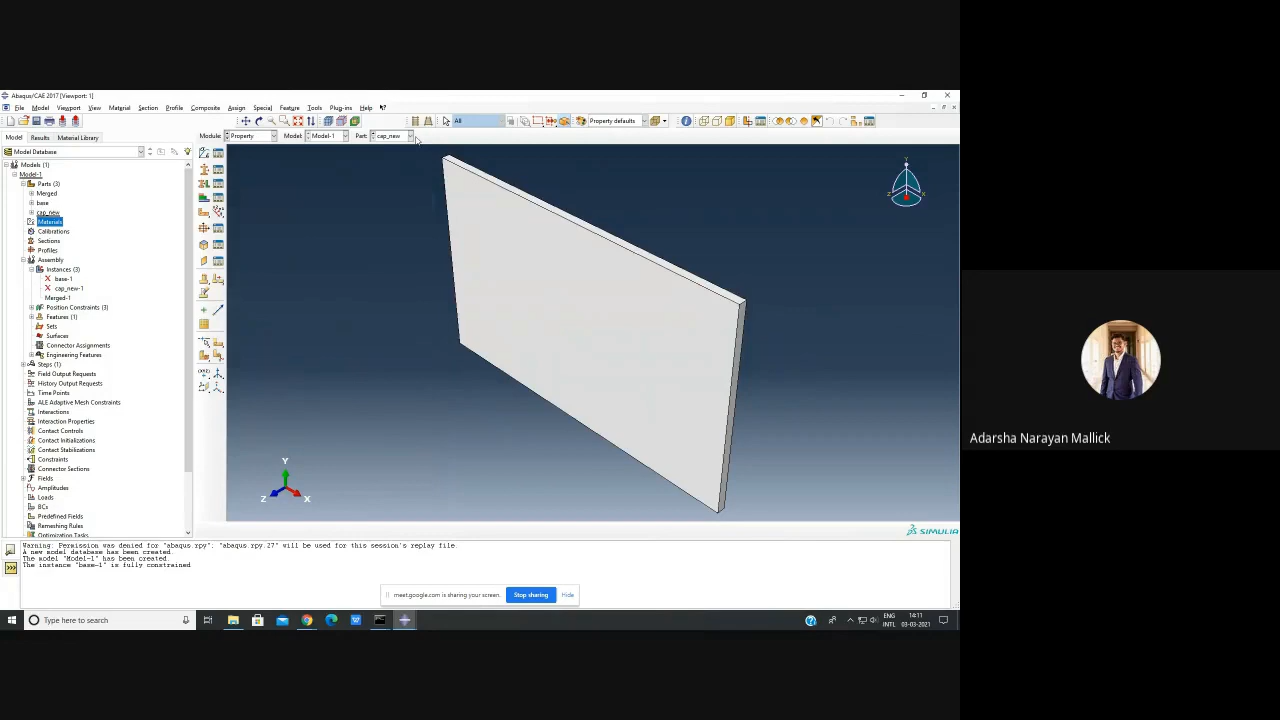 Abaqus/CAE 2017 [Viewport: 1]
File Model Viewport View Material Section Profile Composite Assign Special Feature Tools Plug-ins Help
All
Property defaults
Model Results Material Library
Module: Property Model: Model-1 Part: cap_new
Model Database
Models (1)
Model-1
Parts (3)
Merged
base
cap_new
Materials
Calibrations
Sections
Profiles
Assembly
Instances (3)
base-1
cap_new-1
Merged-1
Position Constraints (3)
Features (1)
Sets
Surfaces
Connector Assignments
Engineering Features
Steps (1)
Field Output Requests
History Output Requests
Time Points
ALE Adaptive Mesh Constraints
Interactions
Interaction Properties
Contact Controls
Contact Initializations
Contact Stabilizations
Constraints
Connector Sections
Fields
Amplitudes
Loads
BCs
Predefined Fields
Remeshing Rules
Optimization Tasks
Y
Z
X
Y
Z
X
SIMULIA
Adarsha Narayan Mallick
Warning: Permission was denied for "abaqus.rpy"; "abaqus.rpy.27" will be used for this session's replay file.
A new model database has been created.
The model "Model-1" has been created.
The instance "base-1" is fully constrained
meet.google.com is sharing your screen. Stop sharing Hide
Type here to search
ENG
INTL
14:11
03-03-2021